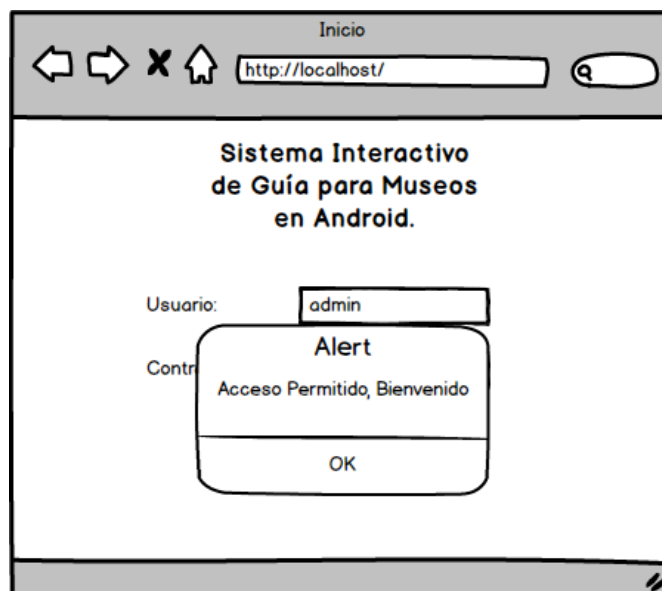 Inicio
http://localhost/
Sistema Interactivo
de Guía para Museos
en Android.
Usuario:
admin
Alert
Contr
Acceso Permitido, Bienvenido
OK